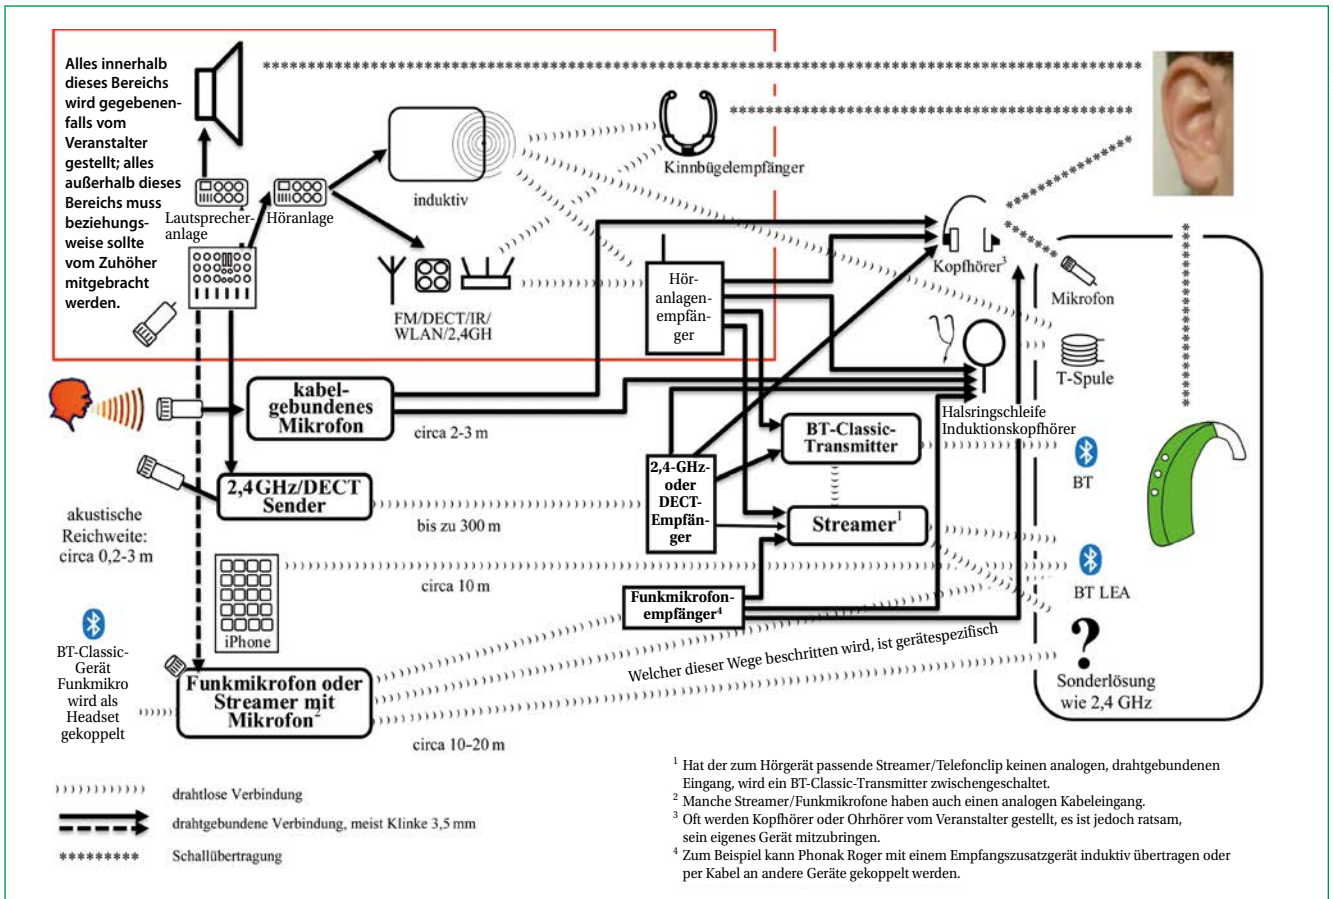 Alles innerhalb
dieses Bereichs
wird gegebenen-
falls vom
Veranstalter
gestellt; alles
außerhalb dieses
Bereichs muss
beziehungs-
weise sollte
vom Zuhöher
mitgebracht
werden.
Lautsprecher-
anlage
Höranlage
induktiv
Kinnbügelempfänger
FM/DECT/IR/
WLAN/2,4GH
Hör-
anlagen-
empfän-
ger
Kopfhörer3
Mikrofon
T-Spule
Halsringschleife
Induktionskopfhörer
kabel-
gebundenes
Mikrofon
circa 2-3 m
BT-Classic-
Transmitter
BT
2,4 GHz/DECT
Sender
bis zu 300 m
2,4-GHz-
oder
DECT-
Empfän-
ger
Streamer1
akustische
Reichweite:
circa 0,2-3 m
iPhone
circa 10 m
BT LEA
Funkmikrofon-
empfänger4
?
Sonderlösung
wie 2,4 GHz
Welcher dieser Wege beschritten wird, ist gerätespezifisch
BT-Classic-
Gerät
Funkmikro
wird als
Headset
gekoppelt
Funkmikrofon oder
Streamer mit
Mikrofon2
circa 10–20 m
drahtlose Verbindung
drahtgebundene Verbindung, meist Klinke 3,5 mm
Schallübertragung
1 Hat der zum Hörgerät passende Streamer/Telefonclip keinen analogen, drahtgebundenen
Eingang, wird ein BT-Classic-Transmitter zwischengeschaltet.
2 Manche Streamer/Funkmikrofone haben auch einen analogen Kabeleingang.
3 Oft werden Kopfhörer oder Ohrhörer vom Veranstalter gestellt, es ist jedoch ratsam,
sein eigenes Gerät mitzubringen.
4 Zum Beispiel kann Phonak Roger mit einem Empfangszusatzgerät induktiv übertragen oder
per Kabel an andere Geräte gekoppelt werden.